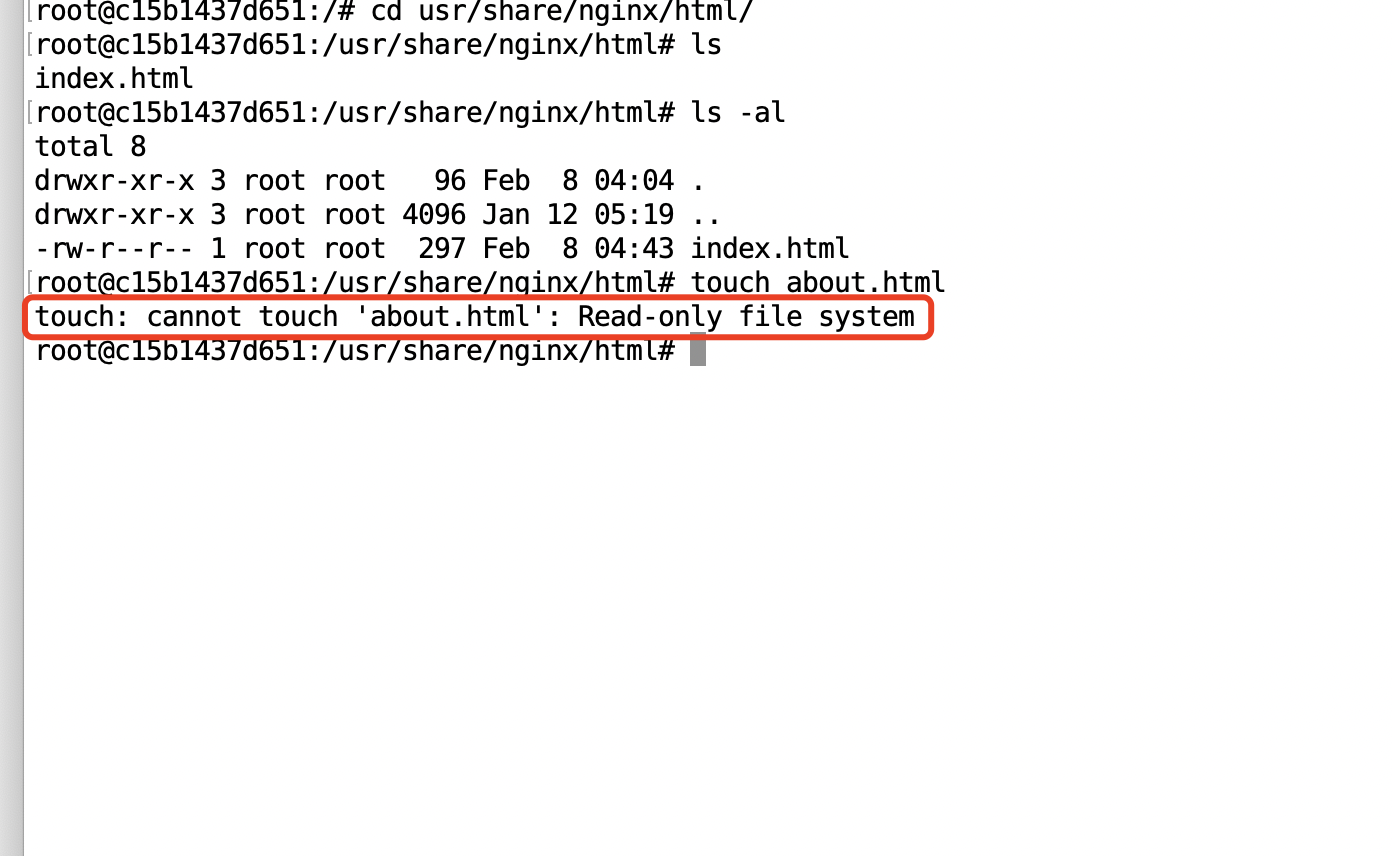 [root@c15b1437d651:/# cd usr/share/nginx/html/
[root@c15b1437d651:/usr/share/nginx/html# ls
index.html
[root@c15b1437d651:/usr/share/nginx/html# ls -al
total 8
drwxr-xr-x 3 root root   96 Feb  8 04:04 .
drwxr-xr-x 3 root root 4096 Jan 12 05:19 ..
-rw-r--r-- 1 root root  297 Feb  8 04:43 index.html
[root@c15b1437d651:/usr/share/nginx/html# touch about.html
touch: cannot touch 'about.html': Read-only file system
root@c15b1437d651:/usr/share/nginx/html#